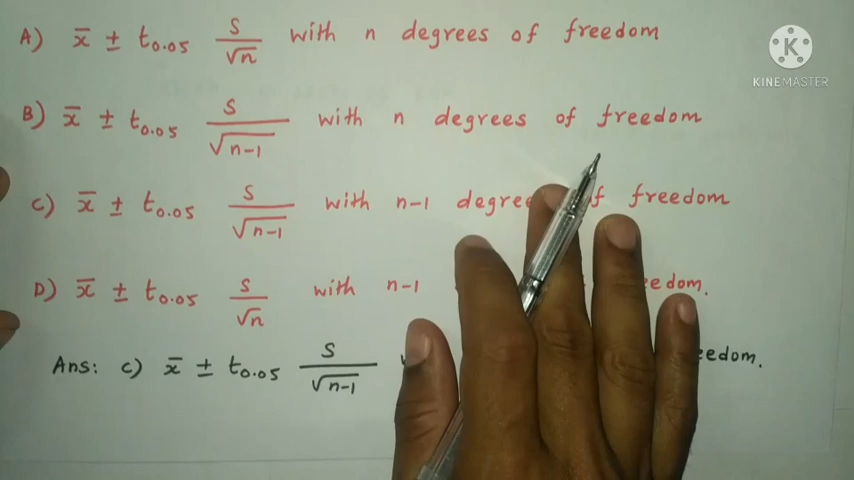 A) x̄ ± t₀.₀₅ S/√n with n degrees of freedom
K
KINEMASTER
B) x̄ ± t₀.₀₅ S/√(n-1) with n degrees of freedom
C) x̄ ± t₀.₀₅ S/√(n-1) with n-1 degree f freedom
D) x̄ ± t₀.₀₅ S/√n with n-1 eedom.
Ans: C) x̄ ± t₀.₀₅ S/√(n-1) eedom.